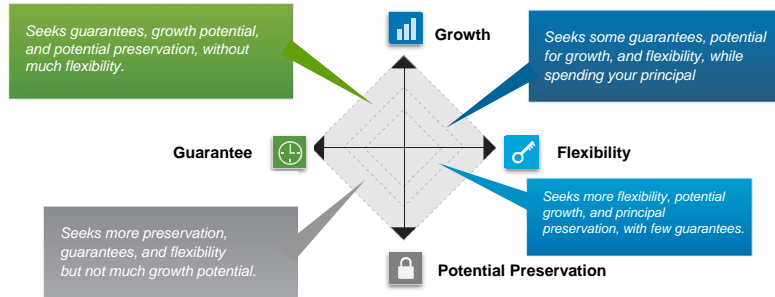 Seeks guarantees, growth potential,
and potential preservation, without
much flexibility.
Growth
Seeks some guarantees, potential
for growth, and flexibility, while
spending your principal
Guarantee
Flexibility
Seeks more preservation,
guarantees, and flexibility
but not much growth potential.
Seeks more flexibility, potential
growth, and principal
preservation, with few guarantees.
Potential Preservation